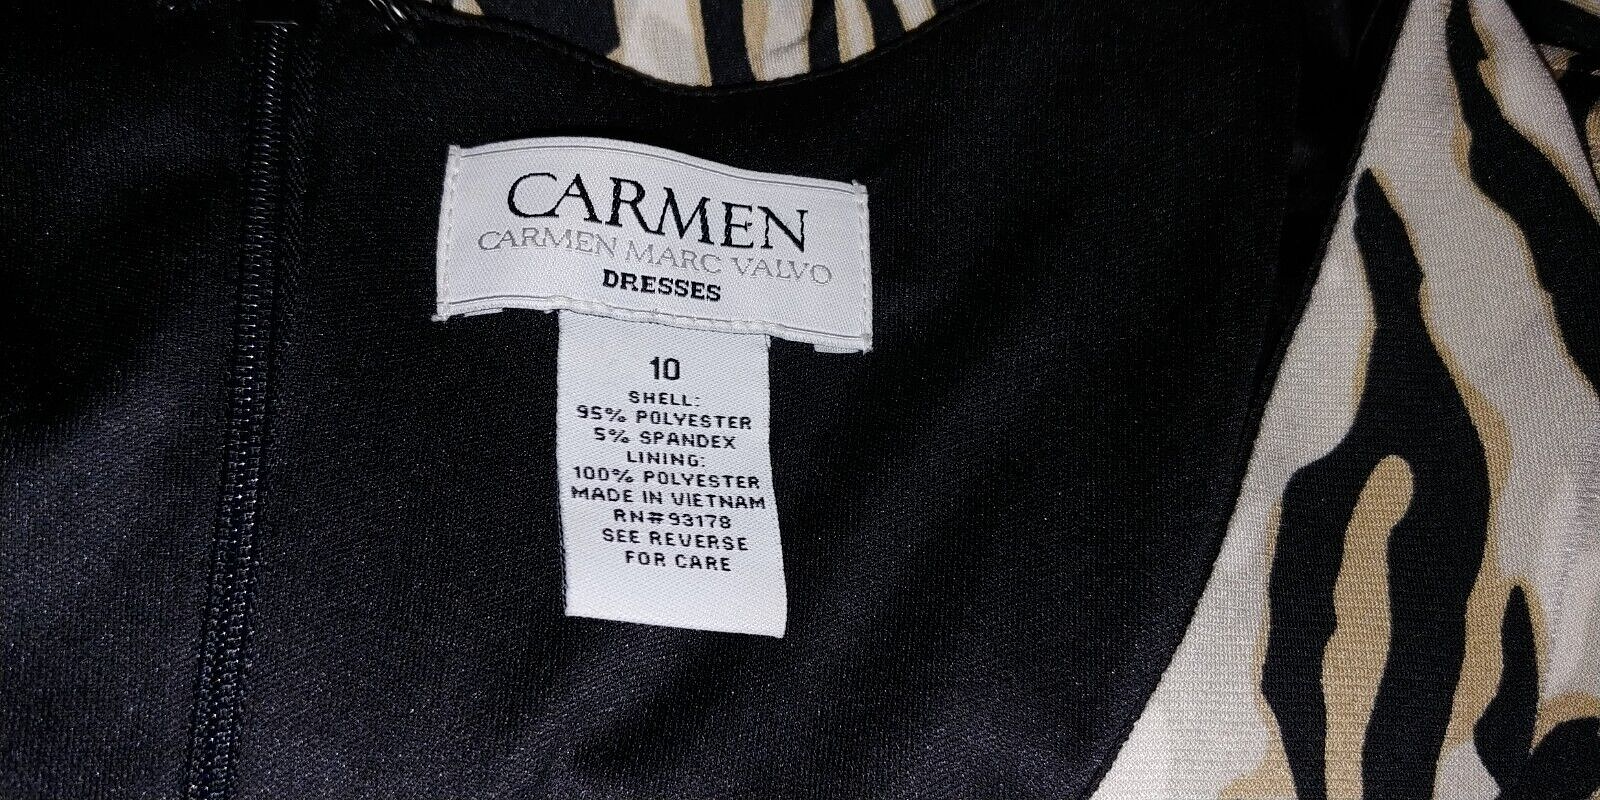 CARMEN
CARMEN MARC VALVO
DRESSES
10
SHELL:
95% POLYESTER
5% SPANDEX
LINING:
100% POLYESTER
MADE IN VIETNAM
RN#93178
SEE REVERSE
FOR CARE